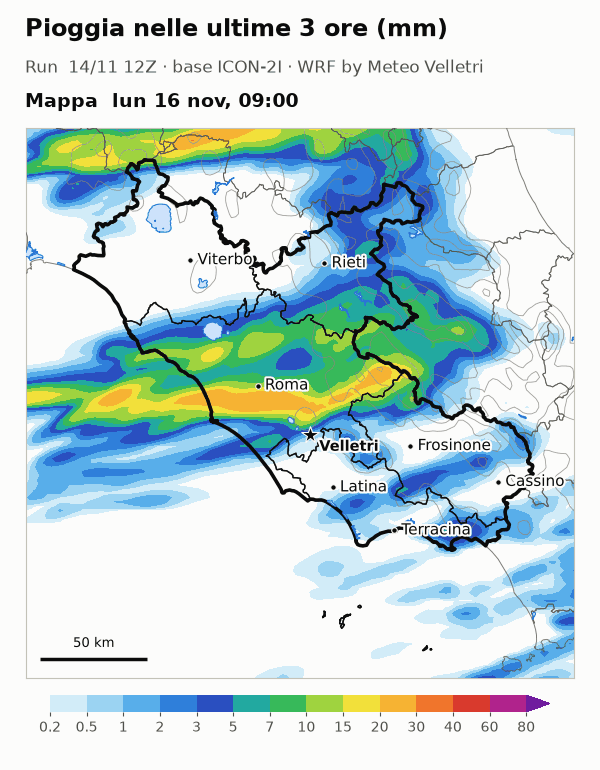 Pioggia nelle ultime 3 ore (mm)
Run  14/11 12Z · base ICON-2I · WRF by Meteo Velletri
Mappa  lun 16 nov, 09:00
Viterbo
Rieti
Roma
Velletri
Frosinone
Cassino
Latina
Terracina
50 km
0.2 0.5 1 2 3 5 7 10 15 20 30 40 60 80